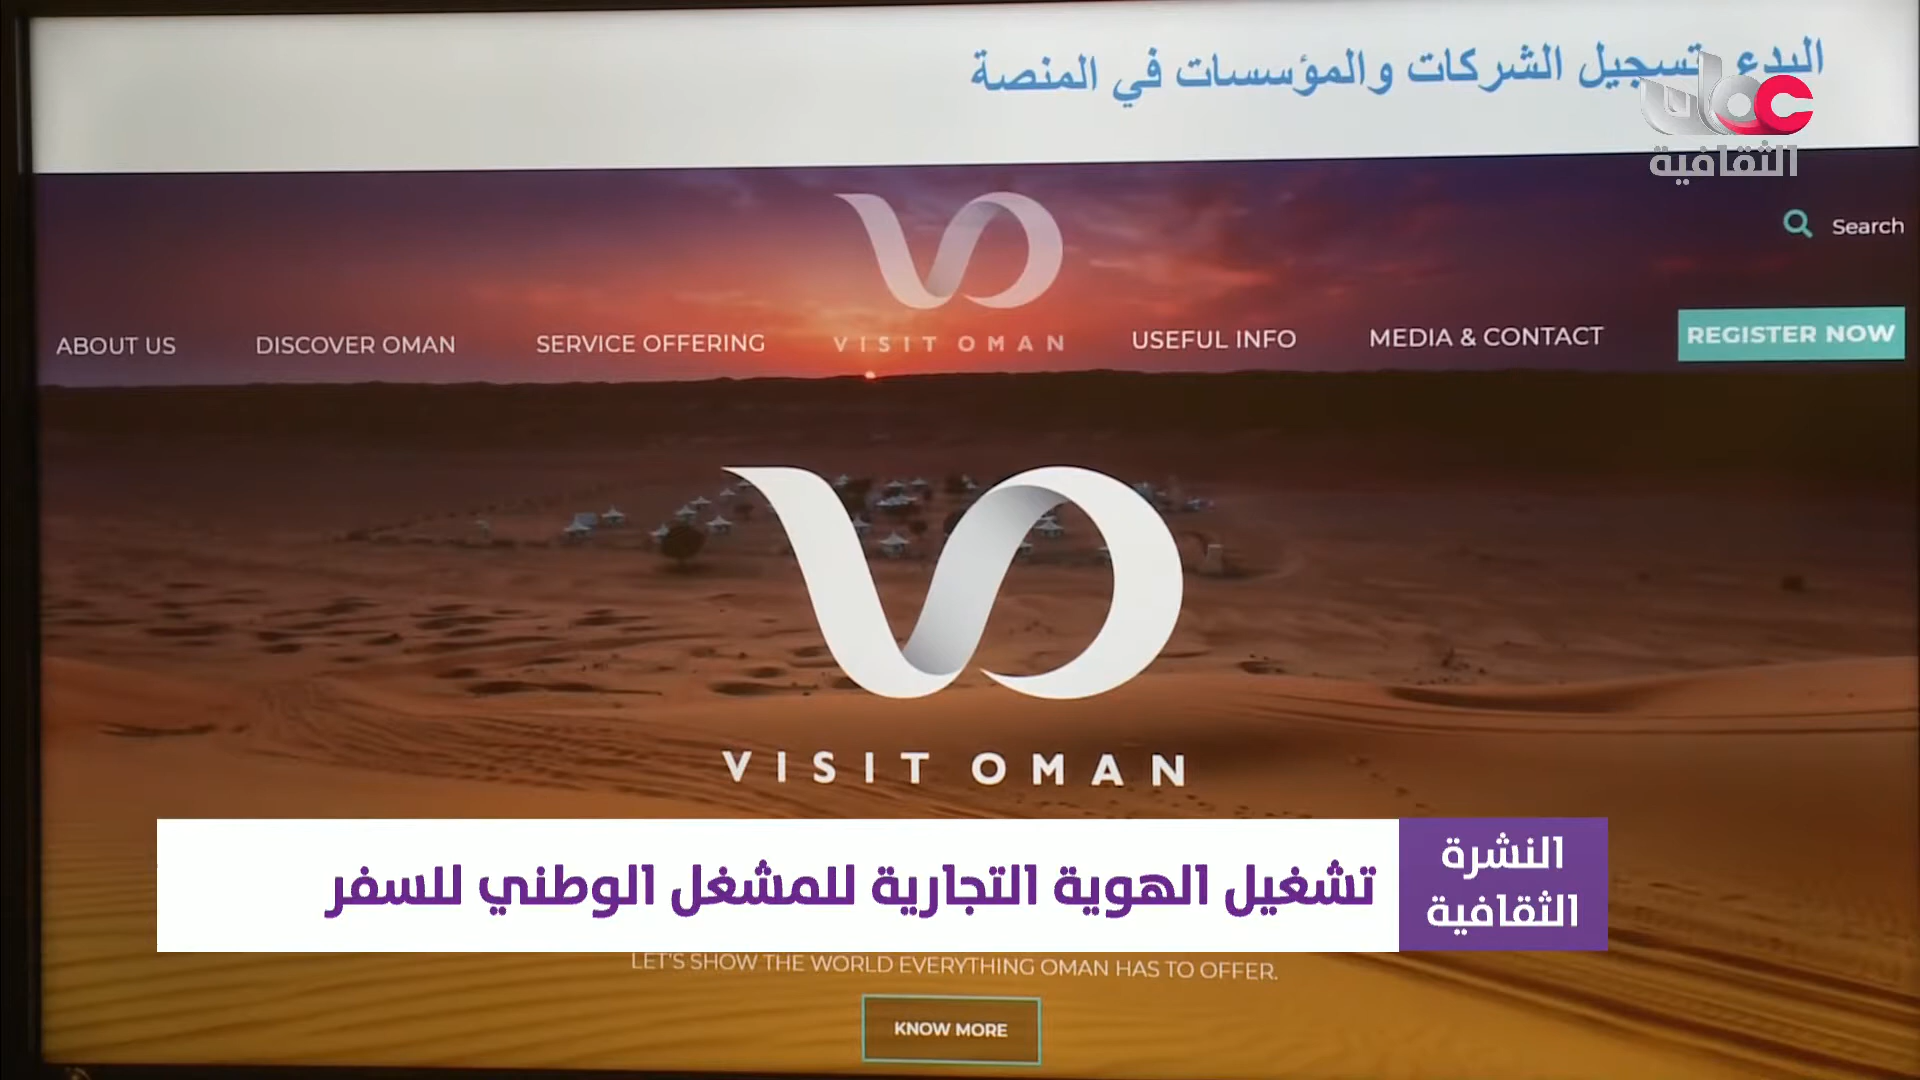 البدء بتسجيل الشركات والمؤسسات في المنصة
عمان
الثقافية
Search
ABOUT US
DISCOVER OMAN
SERVICE OFFERING
VISIT OMAN
USEFUL INFO
MEDIA & CONTACT
REGISTER NOW
VISIT OMAN
النشرة
الثقافية
تشغيل الهوية التجارية للمشغل الوطني للسفر
LET'S SHOW THE WORLD EVERYTHING OMAN HAS TO OFFER.
KNOW MORE